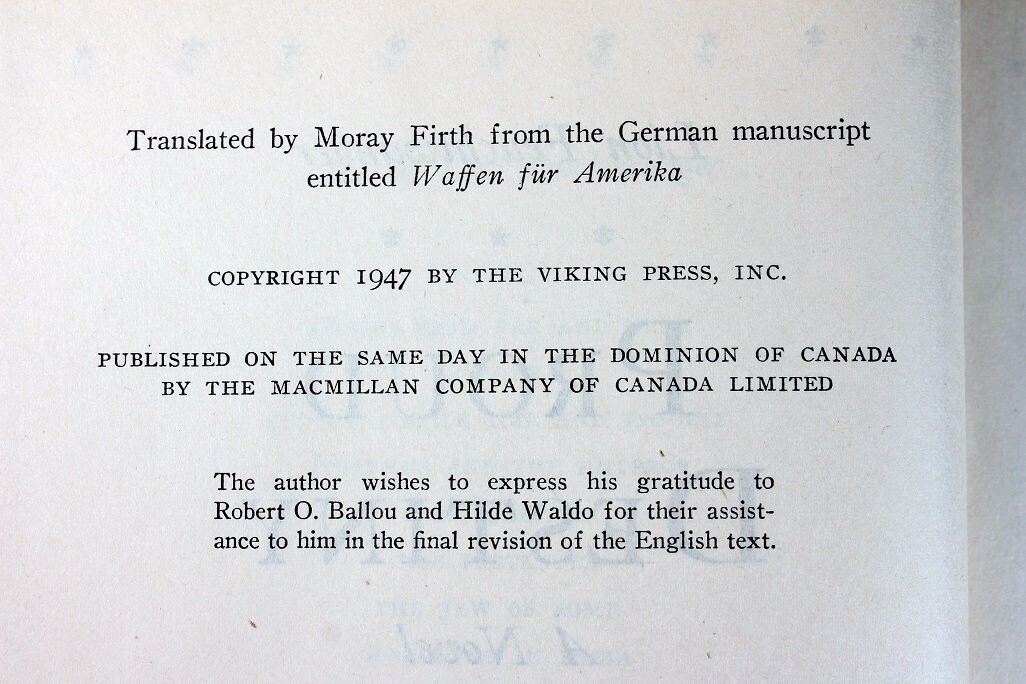 Translated by Moray Firth from the German manuscript
entitled Waffen für Amerika
COPYRIGHT 1947 BY THE VIKING PRESS, INC.
PUBLISHED ON THE SAME DAY IN THE DOMINION OF CANADA
BY THE MACMILLAN COMPANY OF CANADA LIMITED
The author wishes to express his gratitude to
Robert O. Ballou and Hilde Waldo for their assist-
ance to him in the final revision of the English text.